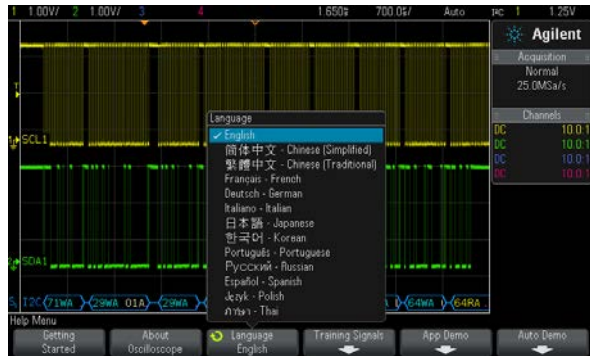 1 1.00V/ 2 1.00V/ 3 4 1.650s 700.0s/ Auto I²C 1 1.25V
Agilent
Acquisition
Normal
25.0MSa/s
Channels
DC 10.0:1
DC 10.0:1
DC 10.0:1
DC 10.0:1
T
SCL1
SDA1
Language
English
简体中文 - Chinese (Simplified)
繁體中文 - Chinese (Traditional)
Français - French
Deutsch - German
Italiano - Italian
日本語 - Japanese
한국어 - Korean
Português - Portuguese
Русский - Russian
Español - Spanish
Język - Polish
ภาษา - Thai
S₁ I2C 71WA 29WA 01A 29WA 64WA 64RA
Help Menu
Getting Started
About Oscilloscope
Language English
Training Signals
App Demo
Auto Demo